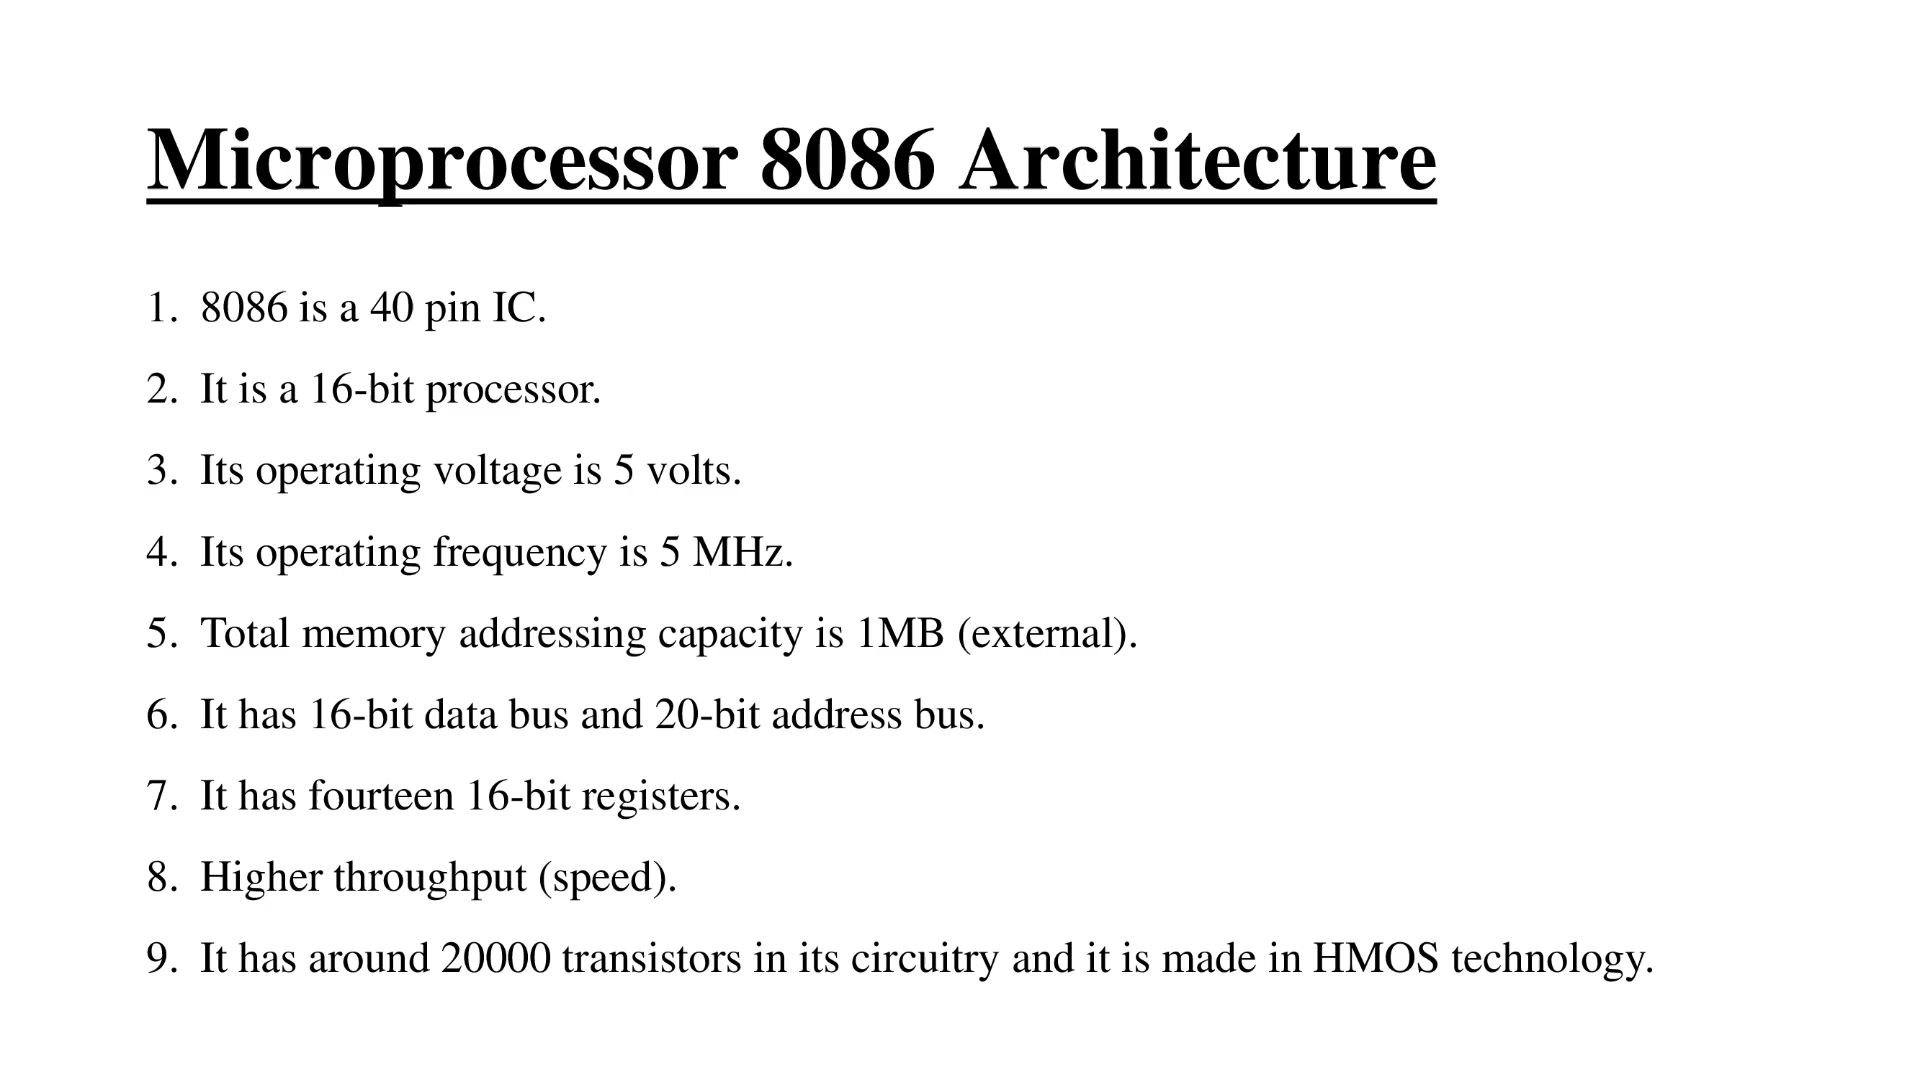 Microprocessor 8086 Architecture
1. 8086 is a 40 pin IC.
2. It is a 16-bit processor.
3. Its operating voltage is 5 volts.
4. Its operating frequency is 5 MHz.
5. Total memory addressing capacity is 1MB (external).
6. It has 16-bit data bus and 20-bit address bus.
7. It has fourteen 16-bit registers.
8. Higher throughput (speed).
9. It has around 20000 transistors in its circuitry and it is made in HMOS technology.